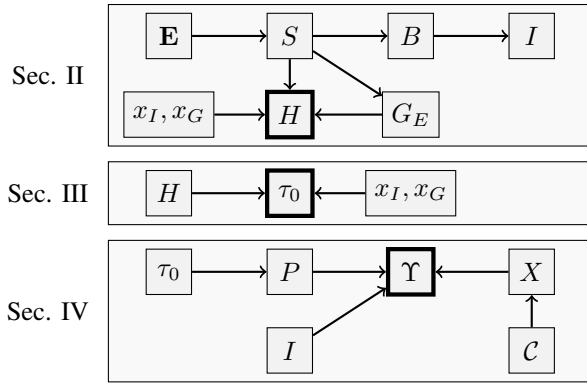 E S B I
Sec. II
x_I, x_G H G_E
Sec. III H τ_0 x_I, x_G
τ_0 P Υ X
Sec. IV
I C